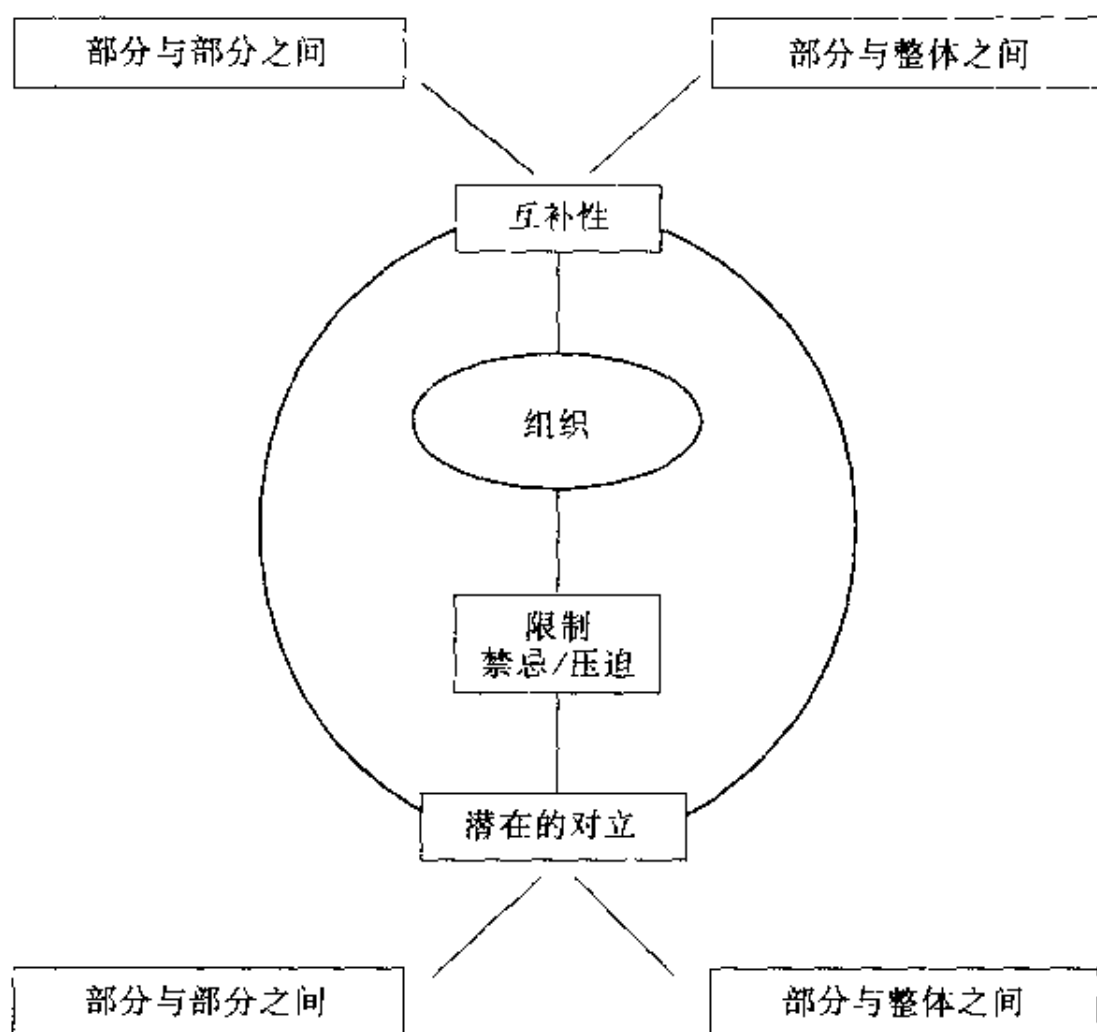 部分与部分之间
部分与整体之间
互补性
组织
限制
禁忌/压迫
潜在的对立
部分与部分之间
部分与整体之间